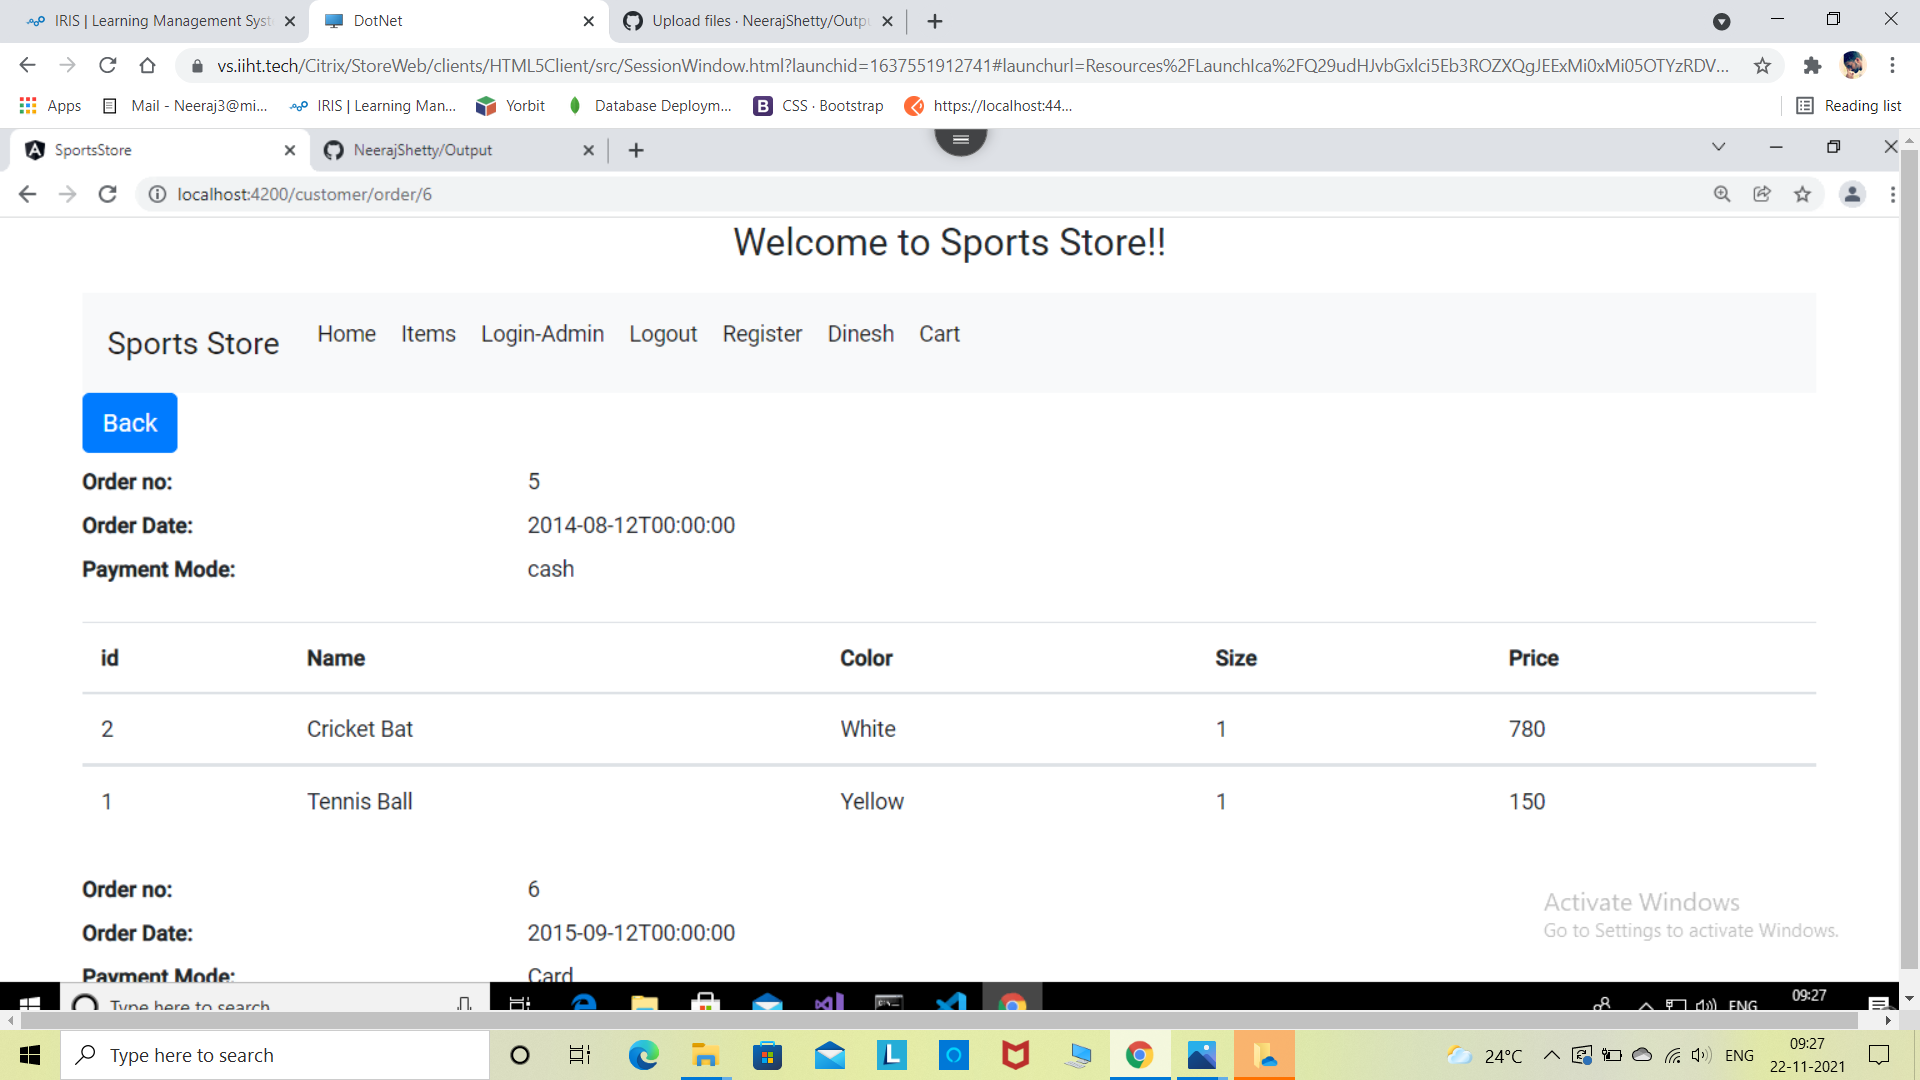 IRIS | Learning Management Syst
DotNet
Upload files · NeerajShetty/Outpu
vs.iiht.tech/Citrix/StoreWeb/clients/HTML5Client/src/SessionWindow.html?launchid=1637551912741#launchurl=Resources%2FLaunchIca%2FQ29udHJvbGxlci5Eb3ROZXQgJEExMi0xMi05OTYzRDV...
Apps
Mail - Neeraj3@mi...
IRIS | Learning Man...
Yorbit
Database Deploym...
CSS · Bootstrap
https://localhost:44...
Reading list
SportsStore
NeerajShetty/Output
localhost:4200/customer/order/6
Welcome to Sports Store!!
Sports Store Home Items Login-Admin Logout Register Dinesh Cart
Back
Order no: 5
Order Date: 2014-08-12T00:00:00
Payment Mode: cash
id Name Color Size Price
2 Cricket Bat White 1 780
1 Tennis Ball Yellow 1 150
Order no: 6
Order Date: 2015-09-12T00:00:00
Payment Mode: Card
Activate Windows
Go to Settings to activate Windows.
Type here to search
ENG
09:27
Type here to search
24°C
ENG
09:27
22-11-2021